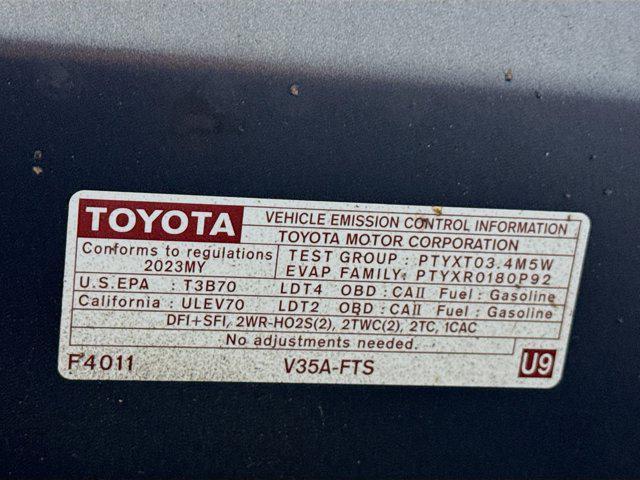 TOYOTA VEHICLE EMISSION CONTROL INFORMATION
TOYOTA MOTOR CORPORATION
Conforms to regulations
2023MY
TEST GROUP : PTYXT03.4M5W
EVAP FAMILY: PTYXR0180P92
U.S.EPA : T3B70 LDT4 OBD : CAII Fuel : Gasoline
California : ULEV70 LDT2 OBD : CAII Fuel : Gasoline
DFI+SFI, 2WR-HO2S(2), 2TWC(2), 2TC, 1CAC
No adjustments needed.
F4011 V35A-FTS U9